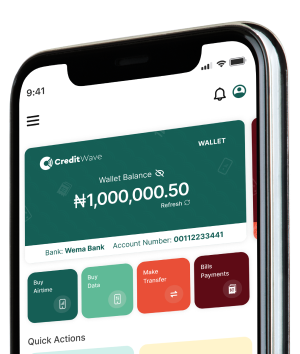 9:41
CreditWave
WALLET
Wallet Balance
₦1,000,000.50
Refresh
Bank: Wema Bank Account Number: 00112233441
Buy
Airtime
Buy
Data
Make
Transfer
Bills
Payments
Quick Actions